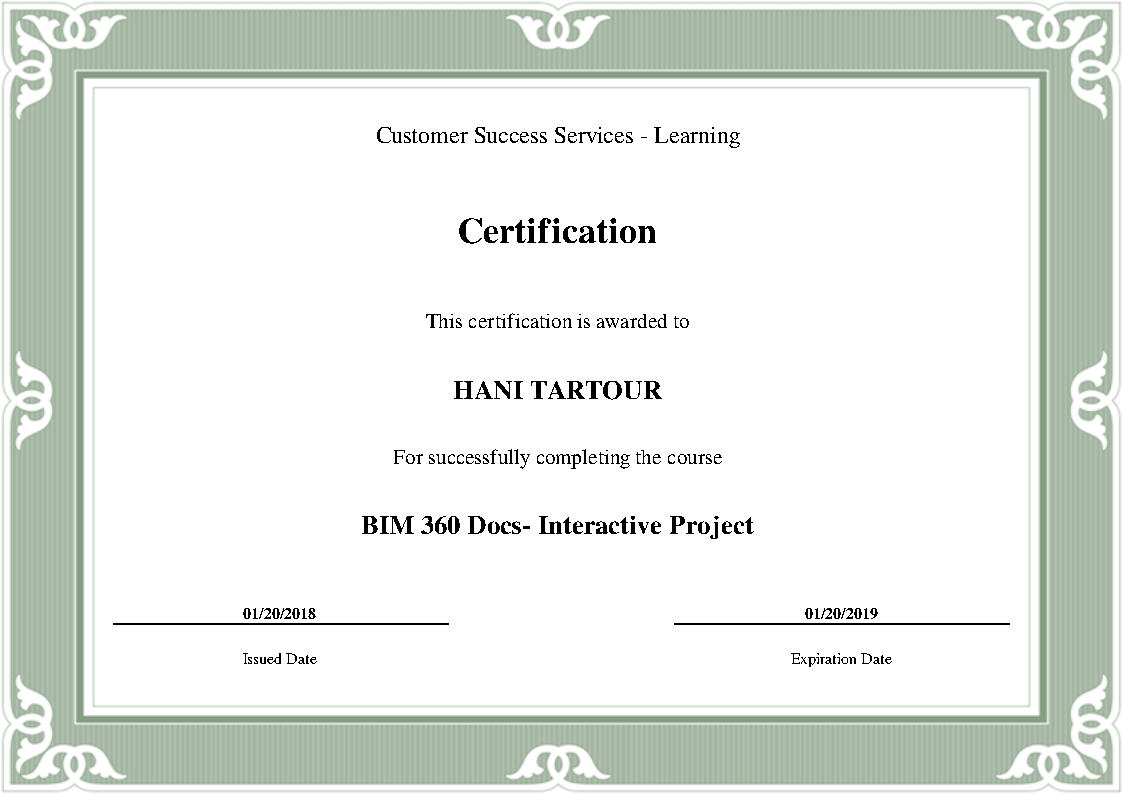 Customer Success Services - Learning
Certification
This certification is awarded to
HANI TARTOUR
For successfully completing the course
BIM 360 Docs- Interactive Project
01/20/2018
01/20/2019
Issued Date
Expiration Date